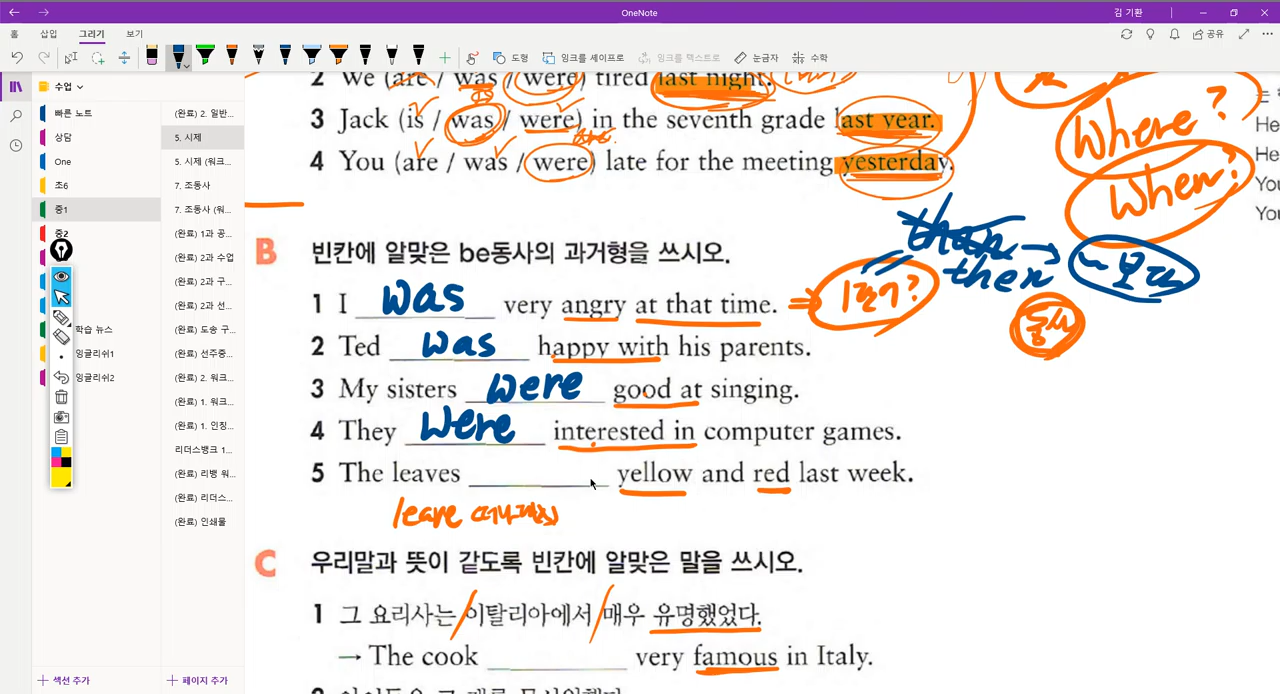 OneNote
김 기환
홈 삽입 그리기 보기
도형 잉크를 셰이프로 잉크를 텍스트로 눈금자 수학 공유
수업
빠른 노트
상담
One
초6
중1
중2
학습 뉴스
잉글리쉬1
잉글리쉬2
섹션 추가
(완료) 2. 일반...
5. 시제
5. 시제 (워크...
7. 조동사
7. 조동사 (워...
(완료) 1과 공...
(완료) 2과 수업
(완료) 2과 구...
(완료) 2과 선...
(완료) 도송 구...
(완료) 선주중...
(완료) 2. 워크...
(완료) 1. 워크...
(완료) 1. 인칭...
리더스뱅크 1...
(완료) 리뱅 워...
(완료) 리더스...
(완료) 인쇄물
페이지 추가
2 We (are / was / were) tired last night.
3 Jack (is / was / were) in the seventh grade last year.
4 You (are / was / were) late for the meeting yesterday.
Where?
When?
He
He
You
You
B 빈칸에 알맞은 be동사의 과거형을 쓰시오.
than → ~보다
then
1 I was very angry at that time.
2 Ted was happy with his parents.
3 My sisters were good at singing.
4 They were interested in computer games.
5 The leaves ________ yellow and red last week.
leave
C 우리말과 뜻이 같도록 빈칸에 알맞은 말을 쓰시오.
1 그 요리사는/이탈리아에서/매우 유명했었다.
→ The cook ________ very famous in Italy.